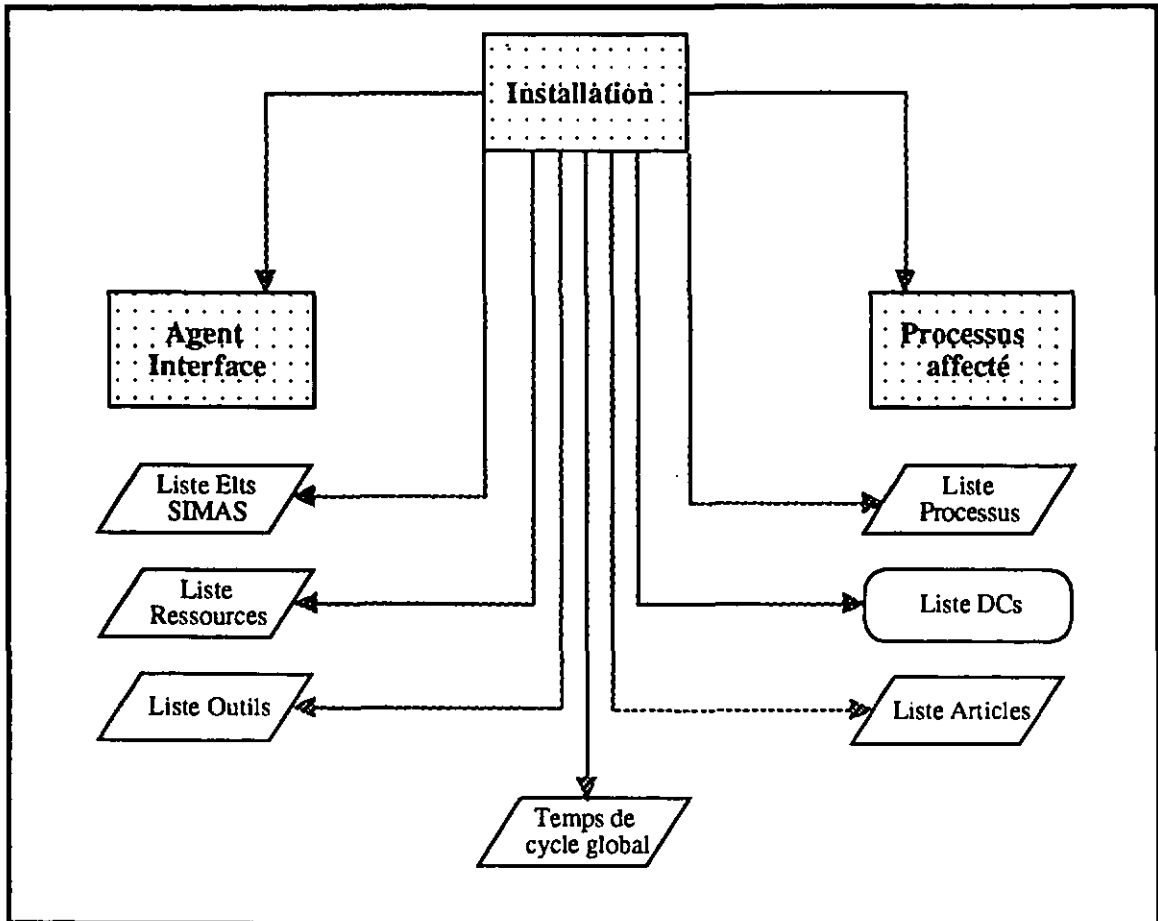 Installation
Agent
Interface
Processus
affecté
Liste Elts
SIMAS
Liste
Processus
Liste
Ressources
Liste DCs
Liste Outils
Liste Articles
Temps de
cycle global